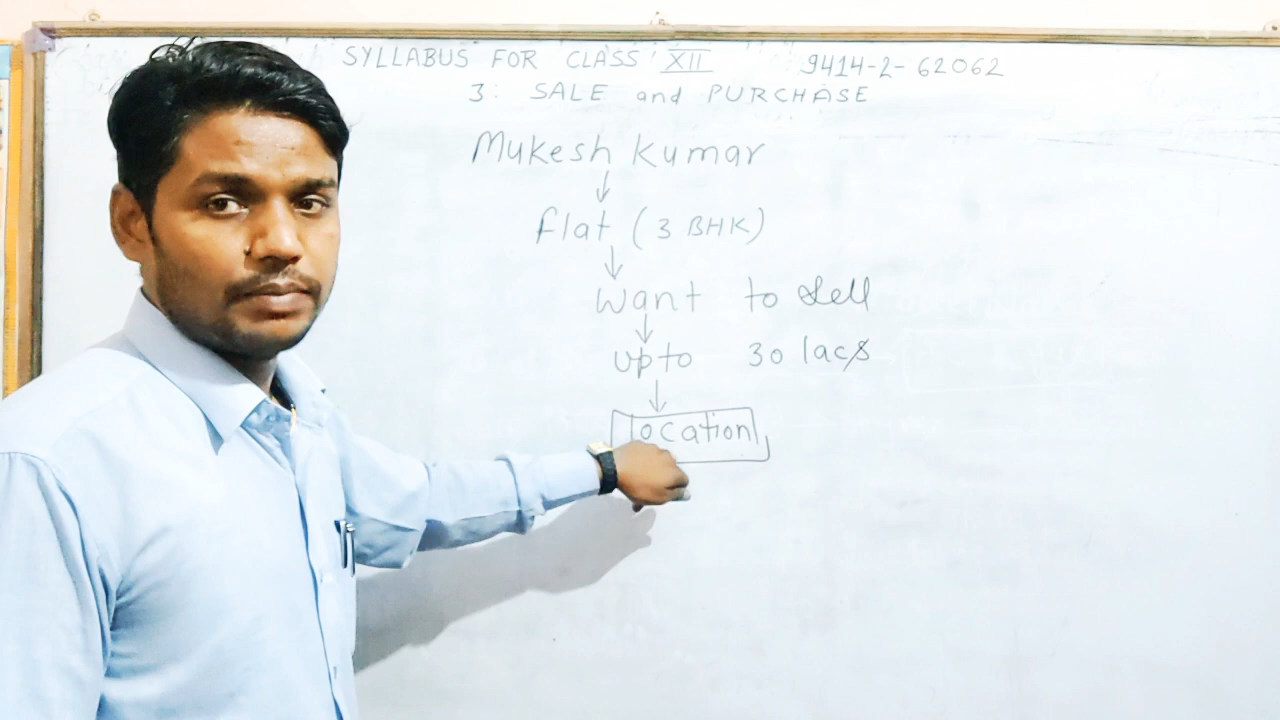 SYLLABUS FOR CLASS XII 9414-2-62062
3: SALE and PURCHASE
Mukesh Kumar
flat (3 BHK)
want to sell
upto 30 lacs
location